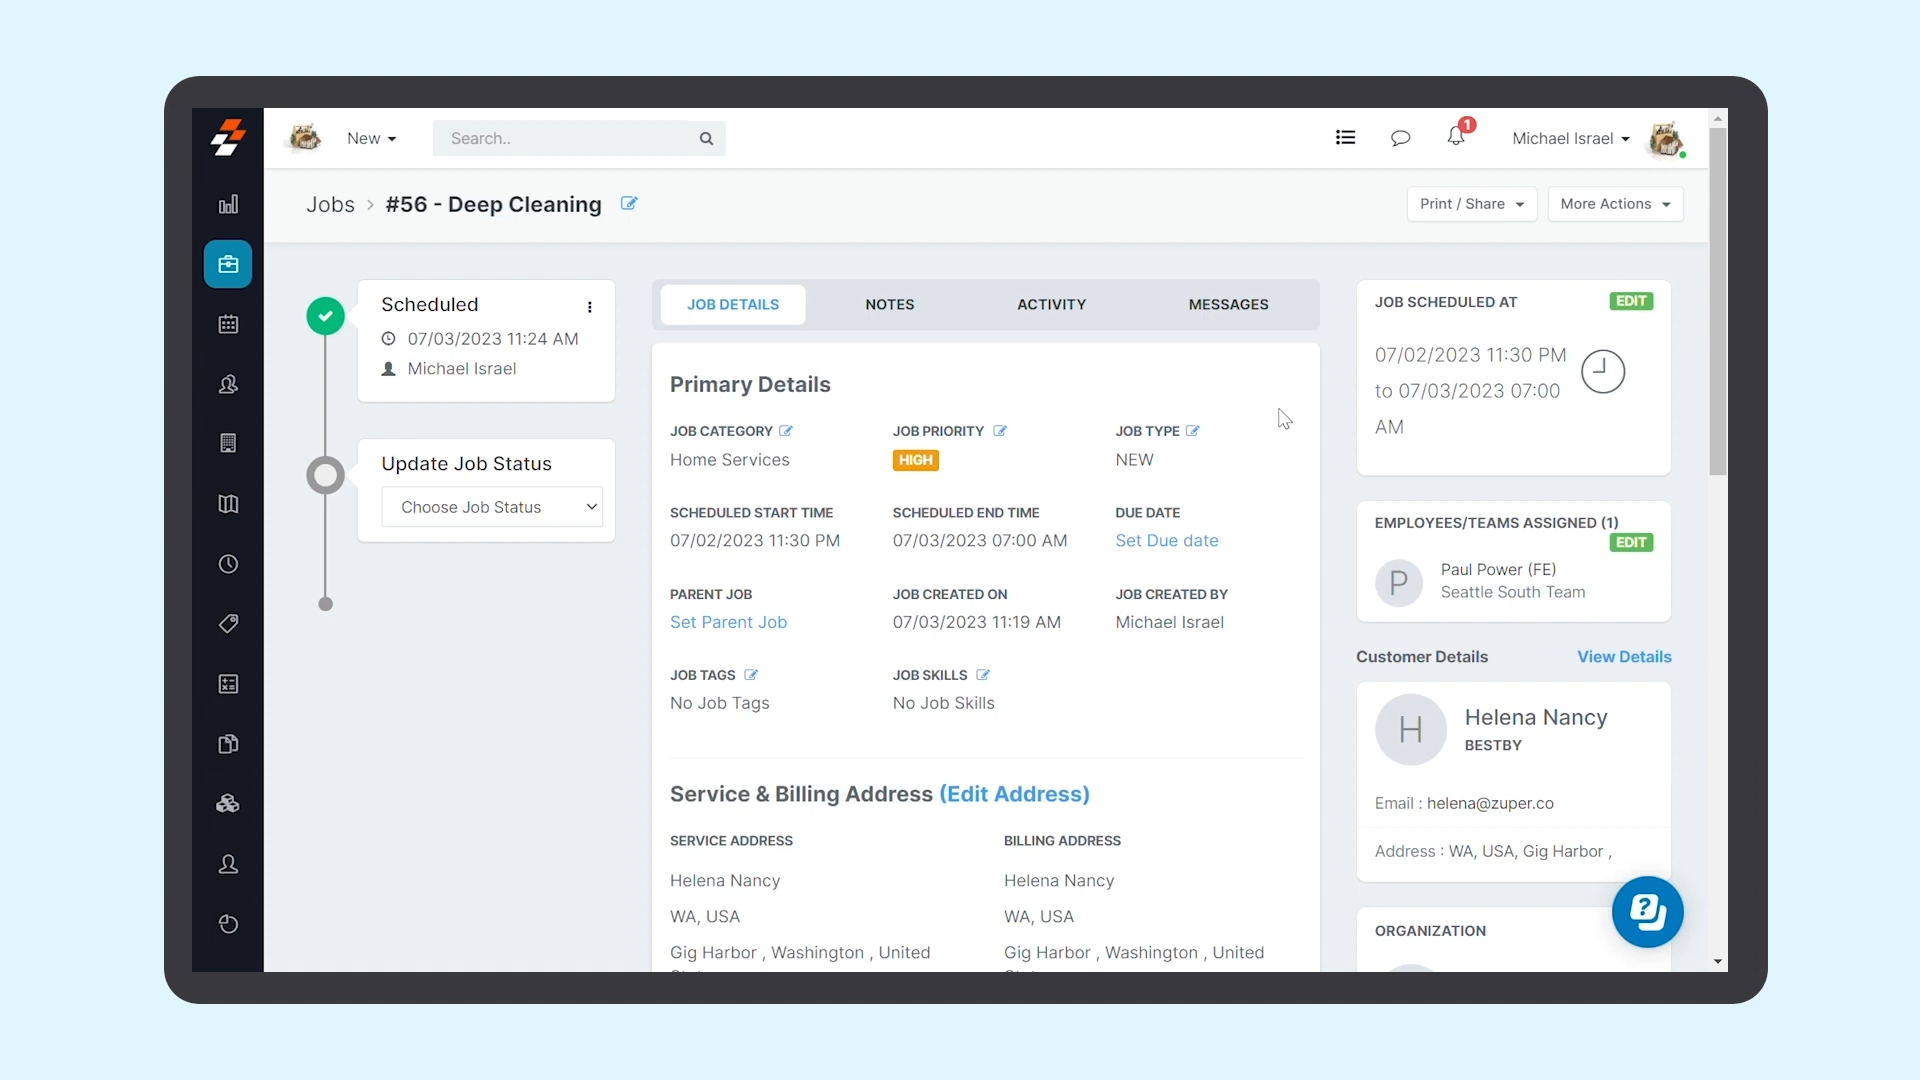 New
Search..
1
Michael Israel
Jobs > #56 - Deep Cleaning
Print / Share
More Actions
Scheduled
07/03/2023 11:24 AM
Michael Israel
Update Job Status
Choose Job Status
JOB DETAILS
NOTES
ACTIVITY
MESSAGES
Primary Details
JOB CATEGORY
Home Services
JOB PRIORITY
HIGH
JOB TYPE
NEW
SCHEDULED START TIME
07/02/2023 11:30 PM
SCHEDULED END TIME
07/03/2023 07:00 AM
DUE DATE
Set Due date
PARENT JOB
Set Parent Job
JOB CREATED ON
07/03/2023 11:19 AM
JOB CREATED BY
Michael Israel
JOB TAGS
No Job Tags
JOB SKILLS
No Job Skills
Service & Billing Address (Edit Address)
SERVICE ADDRESS
Helena Nancy
WA, USA
Gig Harbor , Washington , United
BILLING ADDRESS
Helena Nancy
WA, USA
Gig Harbor , Washington , United
JOB SCHEDULED AT
EDIT
07/02/2023 11:30 PM
to 07/03/2023 07:00
AM
EMPLOYEES/TEAMS ASSIGNED (1)
EDIT
P
Paul Power (FE)
Seattle South Team
Customer Details
View Details
H
Helena Nancy
BESTBY
Email : helena@zuper.co
Address : WA, USA, Gig Harbor ,
ORGANIZATION